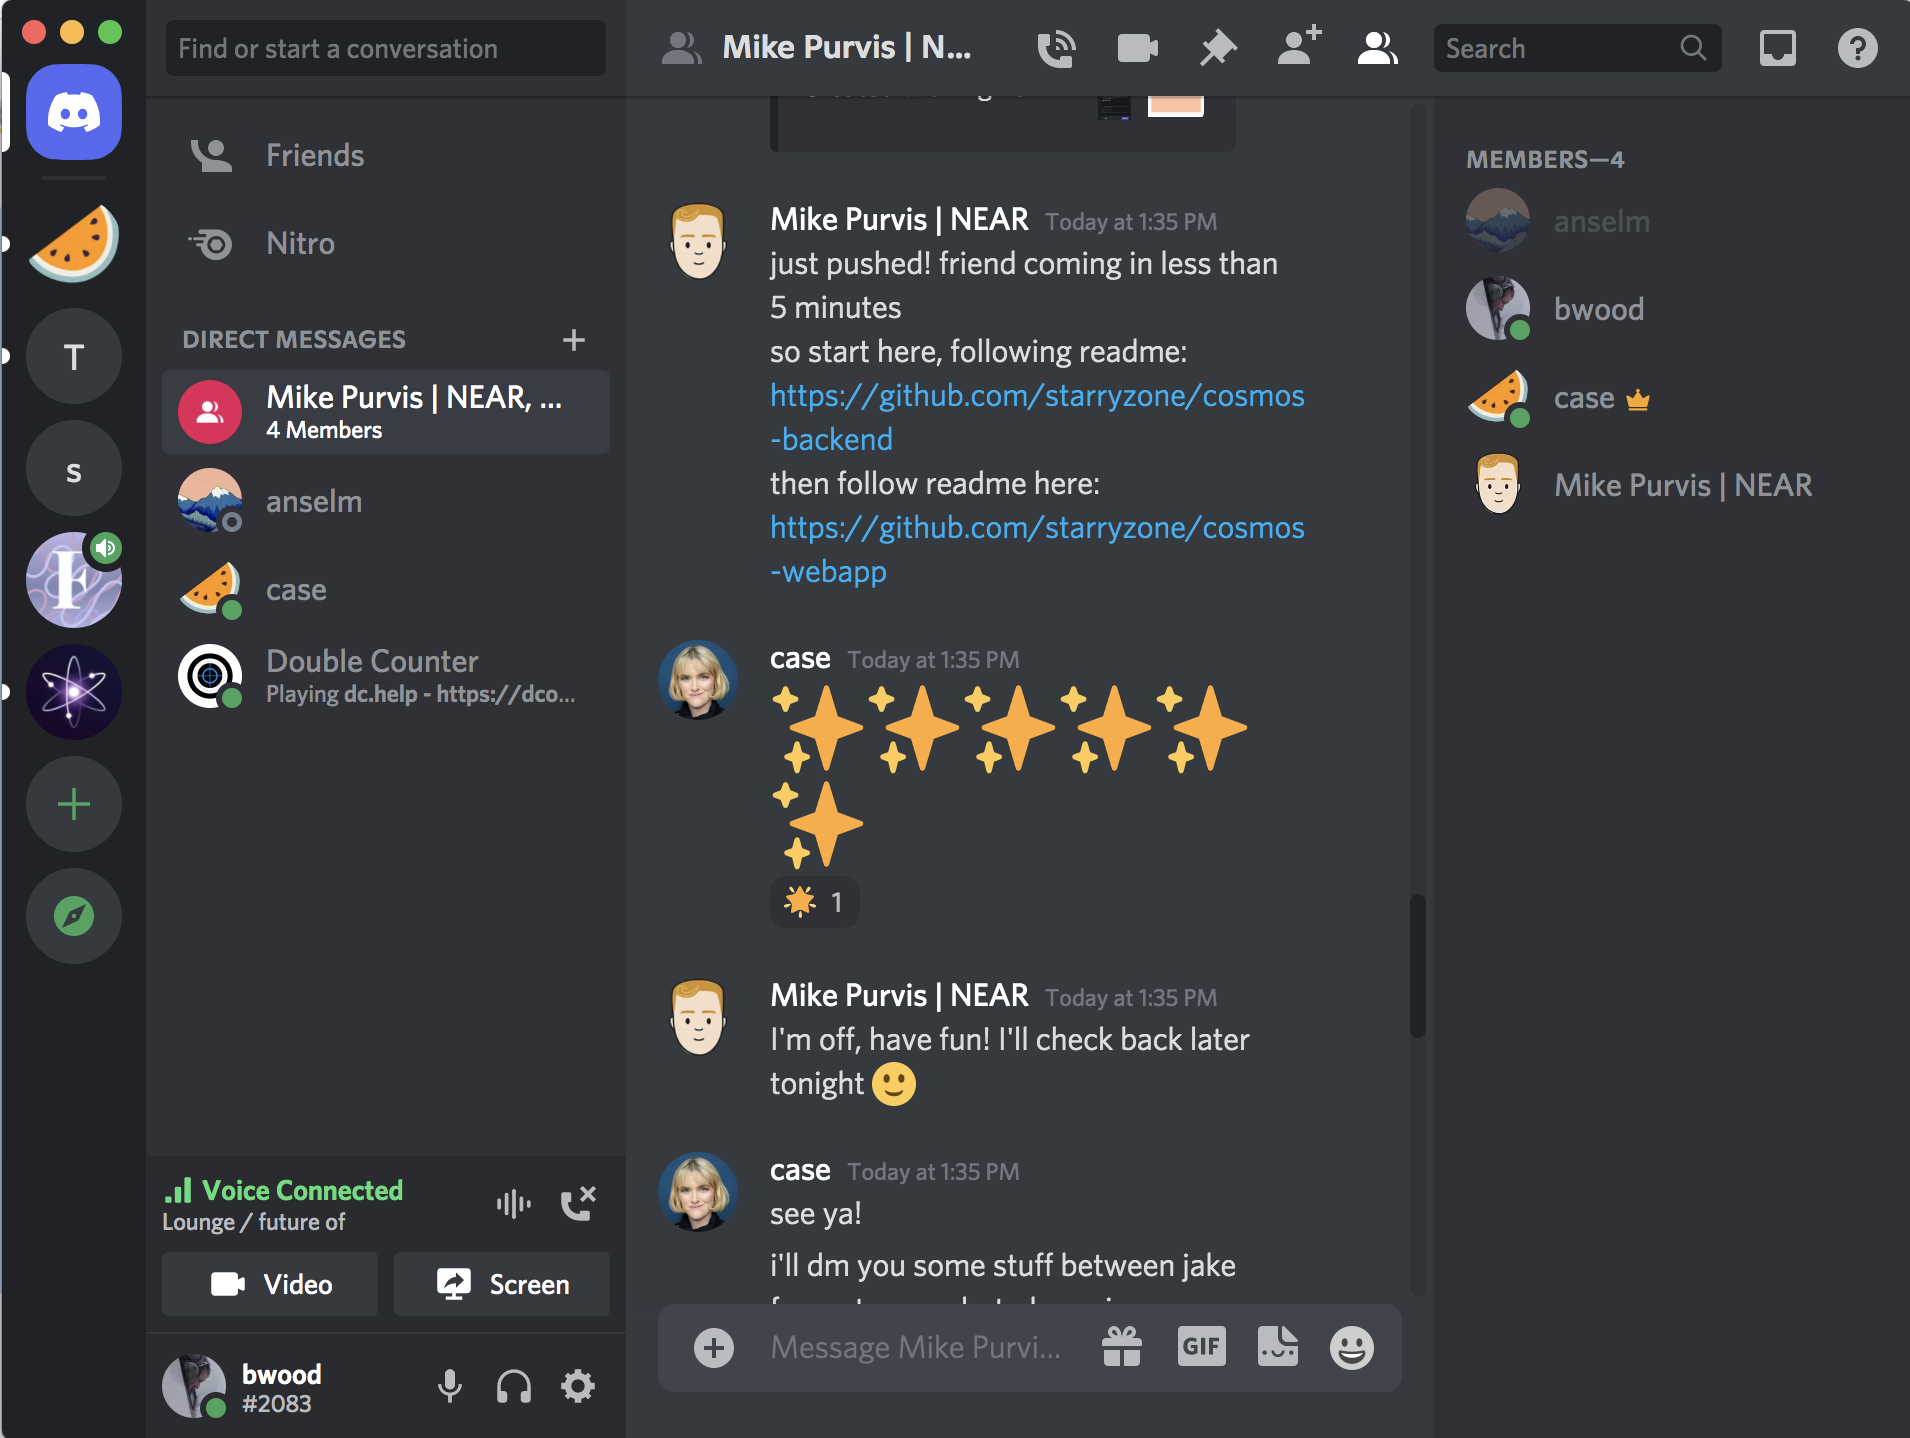 Find or start a conversation
Friends
Nitro
DIRECT MESSAGES
Mike Purvis | NEAR, ...
4 Members
anselm
case
Double Counter
Playing dc.help - https://dco...
T
s
F
Voice Connected
Lounge / future of
Video
Screen
bwood
#2083
Mike Purvis | N...
Search
Mike Purvis | NEAR Today at 1:35 PM
just pushed! friend coming in less than
5 minutes
so start here, following readme:
https://github.com/starryzone/cosmos
-backend
then follow readme here:
https://github.com/starryzone/cosmos
-webapp
case Today at 1:35 PM
1
Mike Purvis | NEAR Today at 1:35 PM
I'm off, have fun! I'll check back later
tonight
case Today at 1:35 PM
see ya!
i'll dm you some stuff between jake
Message Mike Purvi...
GIF
MEMBERS—4
anselm
bwood
case
Mike Purvis | NEAR